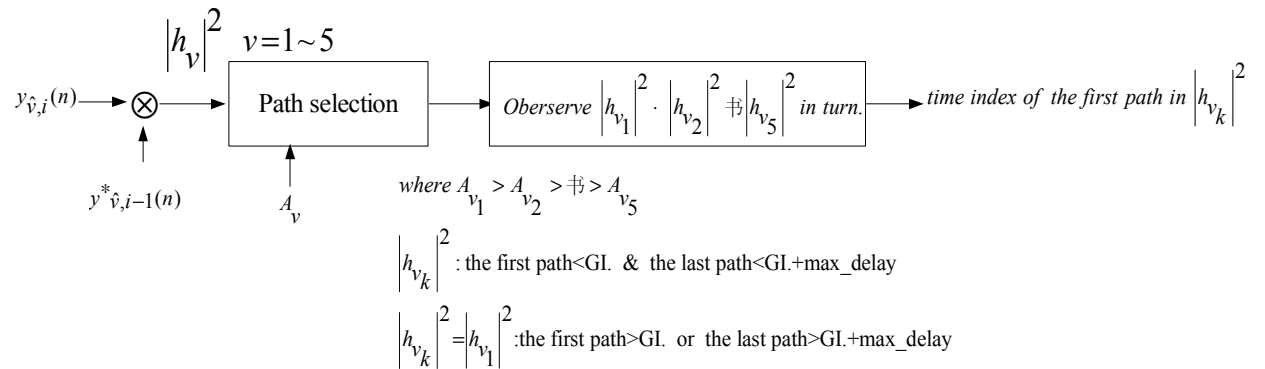 |h_v|^2 v=1~5
y_{v̂,i}(n)
⊗
Path selection
Oberserve |h_{v_1}|^2 · |h_{v_2}|^2 书 |h_{v_5}|^2 in turn.
time index of the first path in |h_{v_k}|^2
y*_{v̂,i−1}(n)
A_v
where A_{v_1} > A_{v_2} > 书 > A_{v_5}
|h_{v_k}|^2 : the first path<GI. & the last path<GI.+max_delay
|h_{v_k}|^2=|h_{v_1}|^2 :the first path>GI. or the last path>GI.+max_delay